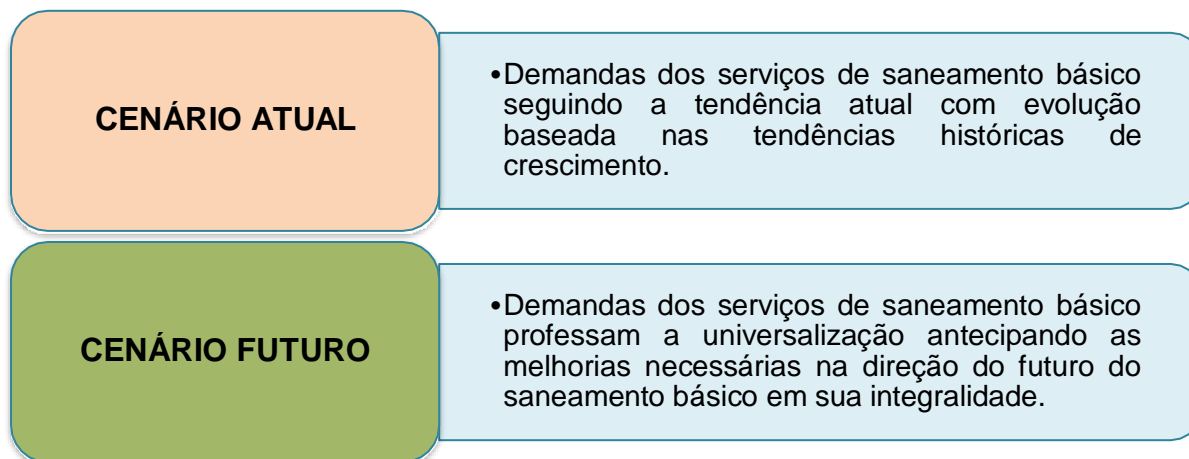 CENÁRIO ATUAL
•Demandas dos serviços de saneamento básico
seguindo a tendência atual com evolução
baseada nas tendências históricas de
crescimento.
CENÁRIO FUTURO
•Demandas dos serviços de saneamento básico
professam a universalização antecipando as
melhorias necessárias na direção do futuro do
saneamento básico em sua integralidade.